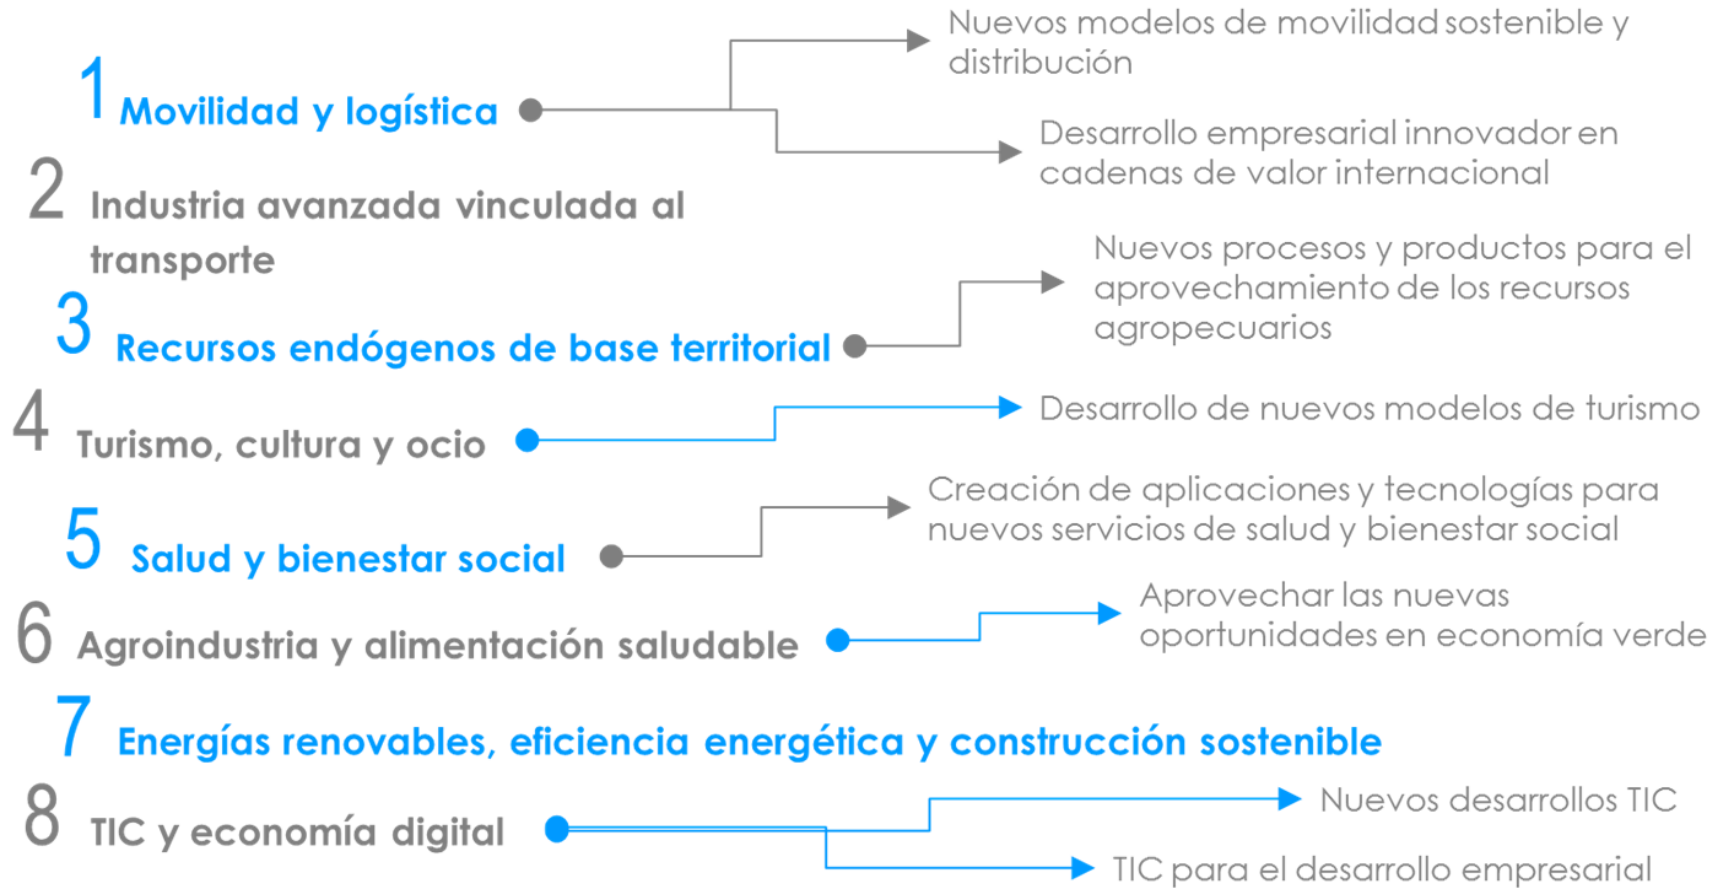 Nuevos modelos de movilidad sostenible y
distribución
1 Movilidad y logística
Desarrollo empresarial innovador en
cadenas de valor internacional
2 Industria avanzada vinculada al
transporte
Nuevos procesos y productos para el
aprovechamiento de los recursos
agropecuarios
3 Recursos endógenos de base territorial
4 Turismo, cultura y ocio
Desarrollo de nuevos modelos de turismo
Creación de aplicaciones y tecnologías para
nuevos servicios de salud y bienestar social
5 Salud y bienestar social
Aprovechar las nuevas
oportunidades en economía verde
6 Agroindustria y alimentación saludable
7 Energías renovables, eficiencia energética y construcción sostenible
8 TIC y economía digital
Nuevos desarrollos TIC
TIC para el desarrollo empresarial